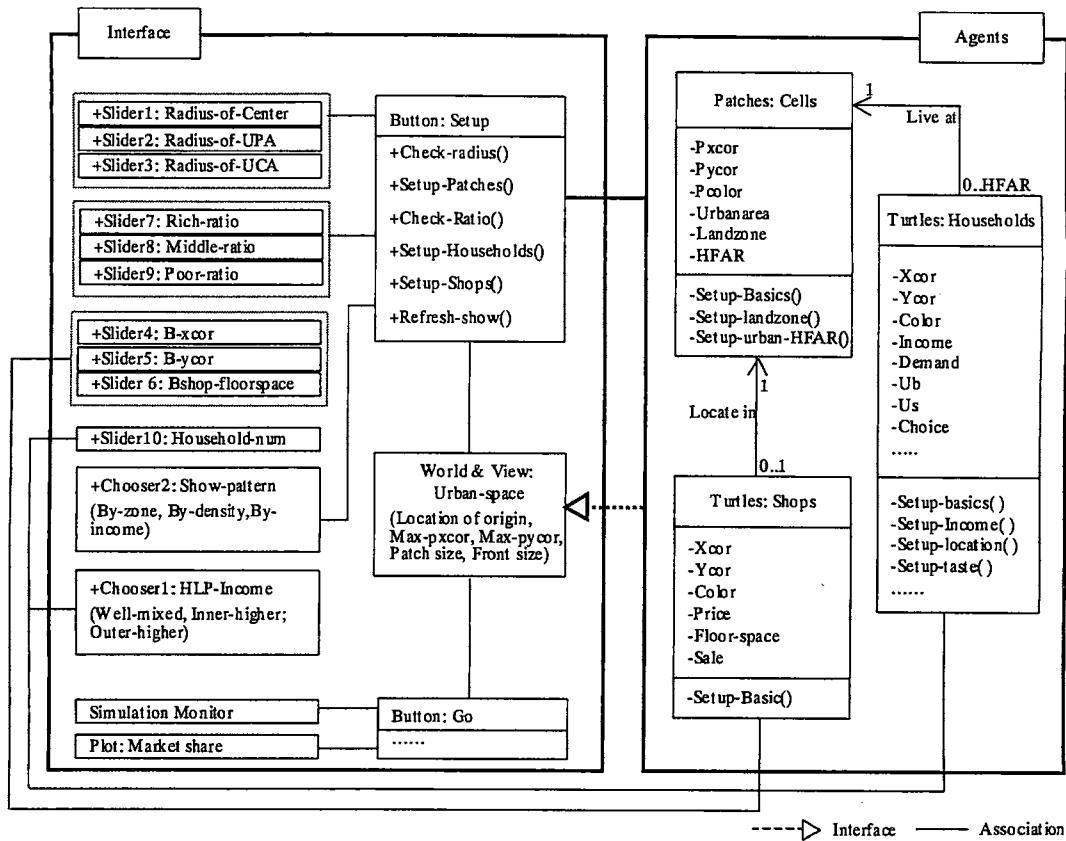 Interface
+Slider1: Radius-of-Center
+Slider2: Radius-of-UPA
+Slider3: Radius-of-UCA
+Slider7: Rich-ratio
+Slider8: Middle-ratio
+Slider9: Poor-ratio
+Slider4: B-xcor
+Slider5: B-ycor
+Slider 6: Bshop-floorspace
+Slider10: Household-num
+Chooser2: Show-pattern
(By-zone, By-density,By-
income)
+Chooser1: HLP-Income
(Well-mixed, Inner-higher;
Outer-higher)
Simulation Monitor
Plot: Market share
Button: Setup
+Check-radius()
+Setup-Patches()
+Check-Ratio()
+Setup-Households()
+Setup-Shops()
+Refresh-show()
World & View:
Urban-space
(Location of origin,
Max-pxcor, Max-pycor,
Patch size, Front size)
Button: Go
......
Agents
Patches: Cells
-Pxcor
-Pycor
-Pcolor
-Urbanarea
-Landzone
-HFAR
-Setup-Basics()
-Setup-landzone()
-Setup-urban-HFAR()
1
Live at
0..HFAR
1
Locate in
0..1
Turtles: Shops
-Xcor
-Ycor
-Color
-Price
-Floor-space
-Sale
-Setup-Basic()
Turtles: Households
-Xcor
-Ycor
-Color
-Income
-Demand
-Ub
-Us
-Choice
.....
-Setup-basics()
-Setup-Income()
-Setup-location()
-Setup-taste()
......
Interface
Association